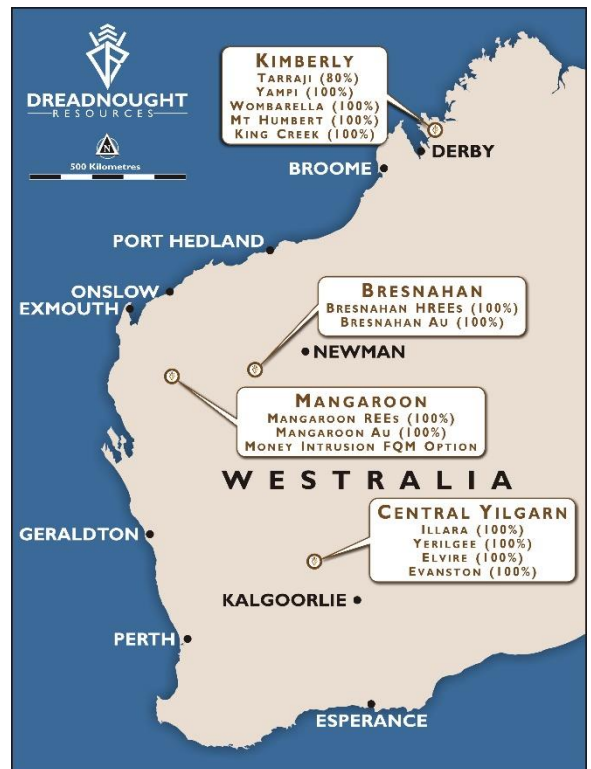 DREADNOUGHT
RESOURCES
N
500 Kilometres
KIMBERLY
TARRAJI (80%)
YAMPI (100%)
WOMBARELLA (100%)
MT HUMBERT (100%)
KING CREEK (100%)
DERBY
BROOME
PORT HEDLAND
ONSLOW
EXMOUTH
BRESNAHAN
BRESNAHAN HREES (100%)
BRESNAHAN AU (100%)
NEWMAN
MANGAROON
MANGAROON REES (100%)
MANGAROON AU (100%)
MONEY INTRUSION FQM OPTION
WESTRALIA
CENTRAL YILGARN
ILLARA (100%)
YERILGEE (100%)
ELVIRE (100%)
EVANSTON (100%)
GERALDTON
KALGOORLIE
PERTH
ESPERANCE